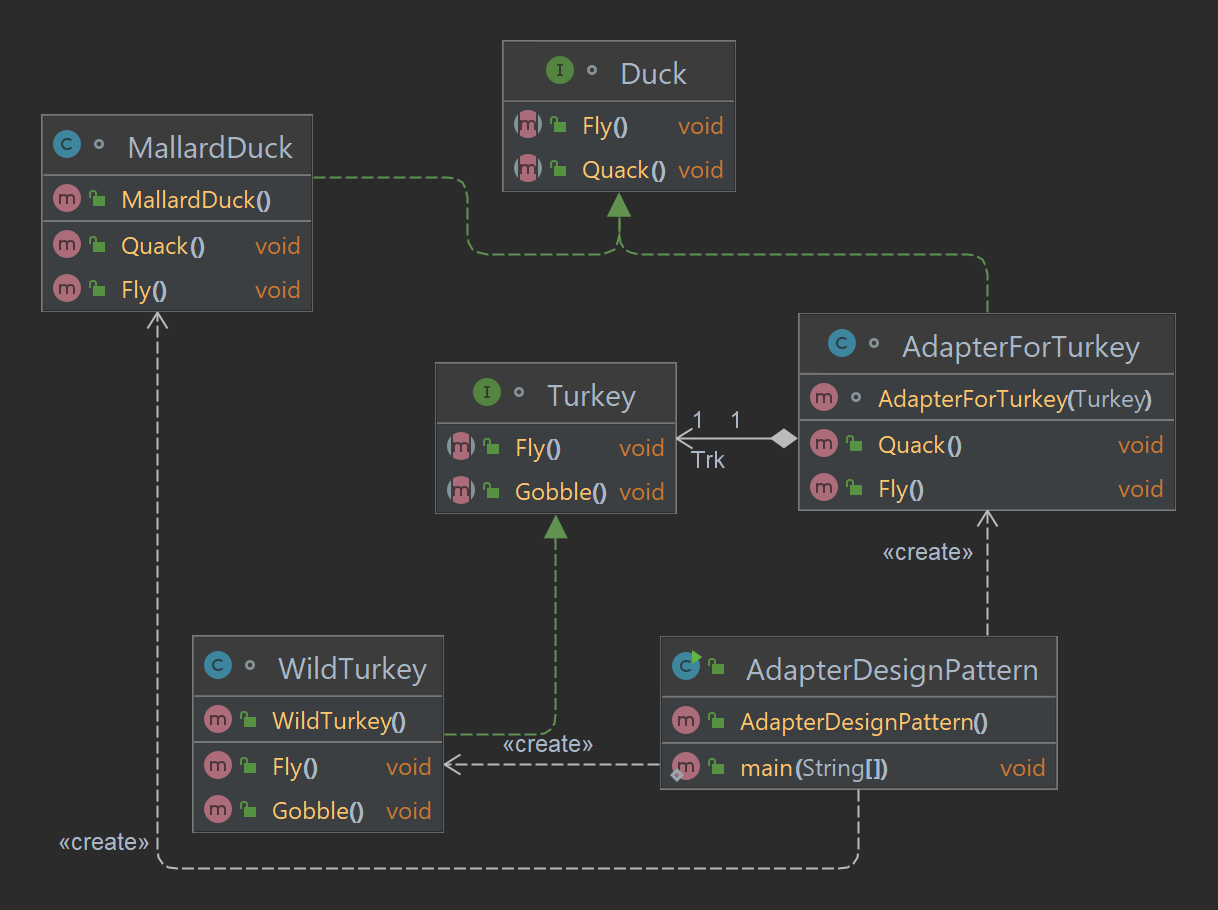 Duck
Fly() void
Quack() void
MallardDuck
MallardDuck()
Quack() void
Fly() void
AdapterForTurkey
AdapterForTurkey(Turkey)
Quack() void
Fly() void
Turkey
Fly() void
Gobble() void
1 1
Trk
«create»
WildTurkey
WildTurkey()
Fly() void
Gobble() void
«create»
AdapterDesignPattern
AdapterDesignPattern()
main(String[]) void
«create»